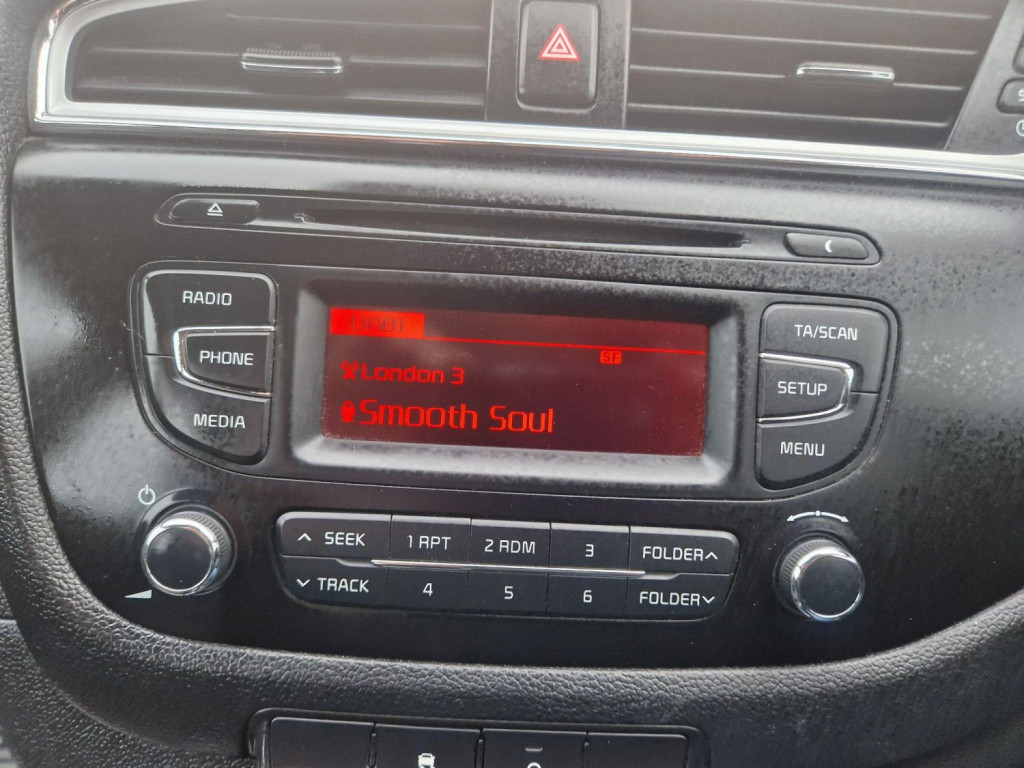 RADIO
PHONE
MEDIA
DAB1
SF
London 3
Smooth Soul
TA/SCAN
SETUP
MENU
SEEK 1 RPT 2 RDM 3 FOLDER
TRACK 4 5 6 FOLDER